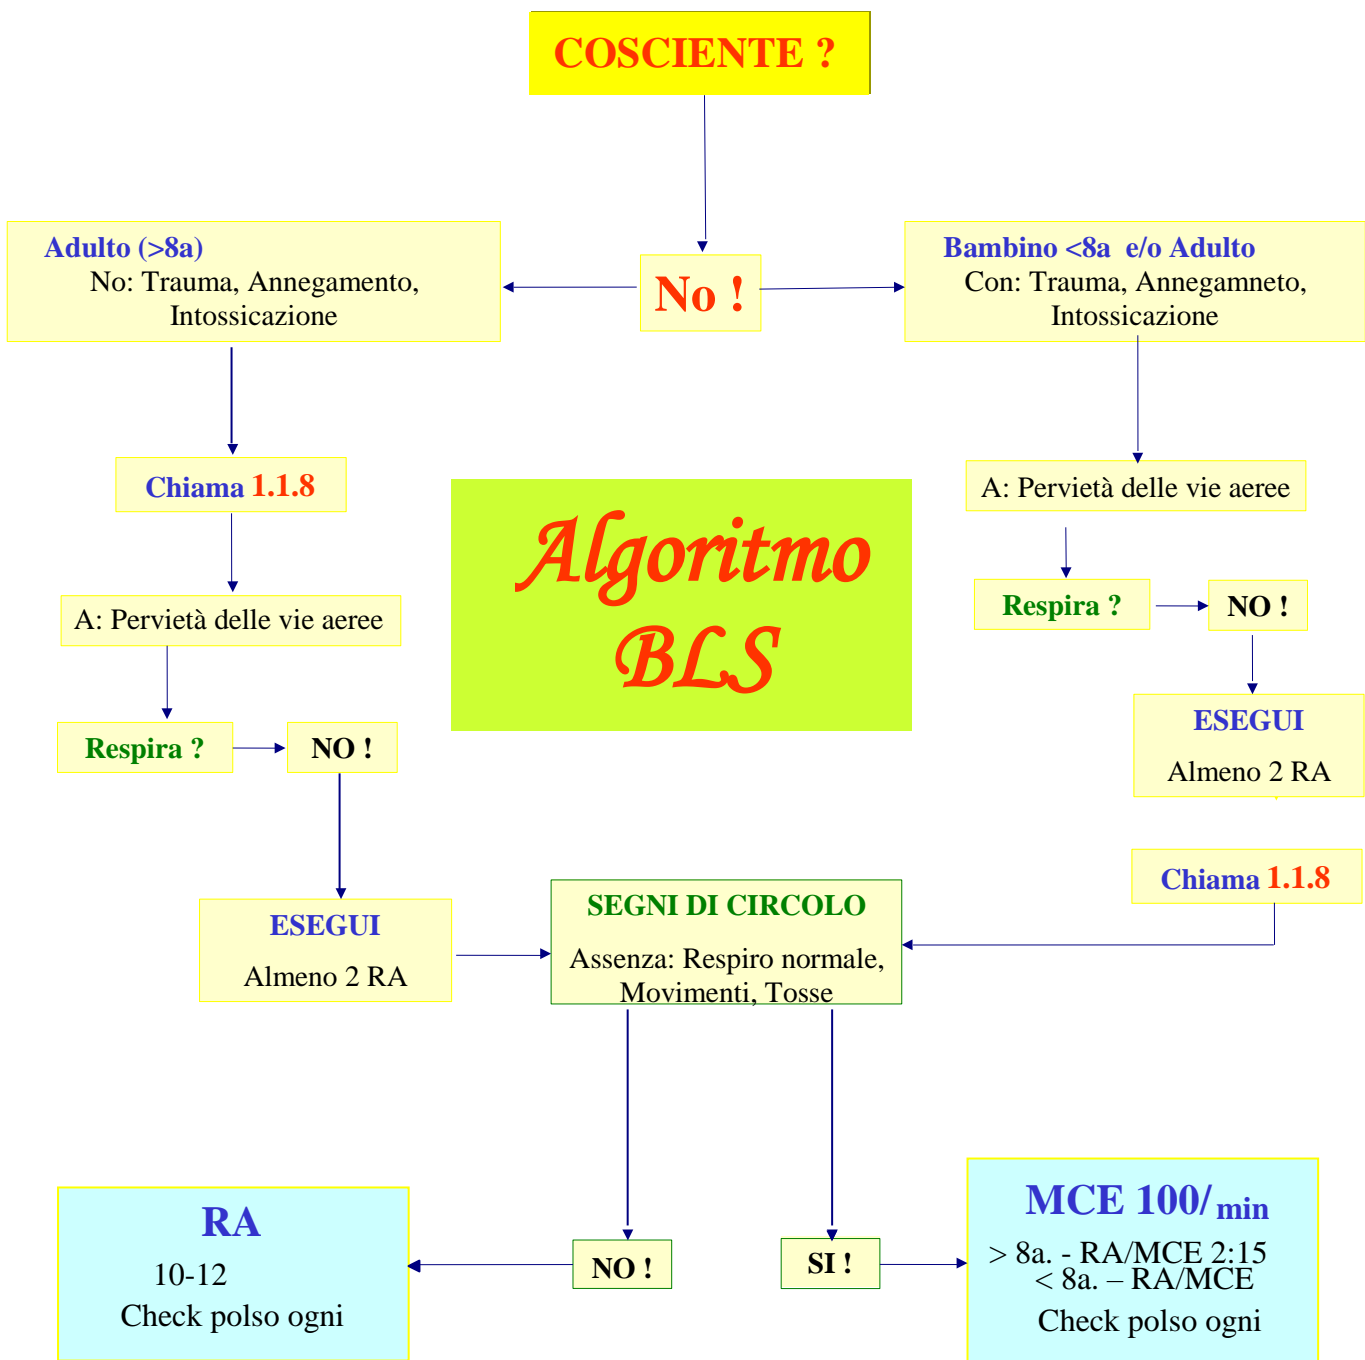 COSCIENTE ?
Adulto (>8a)
No: Trauma, Annegamento,
Intossicazione
No !
Bambino <8a e/o Adulto
Con: Trauma, Annegamneto,
Intossicazione
Chiama 1.1.8
A: Pervietà delle vie aeree
Respira ?
NO !
ESEGUI
Almeno 2 RA
Algoritmo
BLS
A: Pervietà delle vie aeree
Respira ?
NO !
ESEGUI
Almeno 2 RA
Chiama 1.1.8
SEGNI DI CIRCOLO
Assenza: Respiro normale,
Movimenti, Tosse
NO !
SI !
RA
10-12
Check polso ogni
MCE 100/ min
> 8a. - RA/MCE 2:15
< 8a. – RA/MCE
Check polso ogni